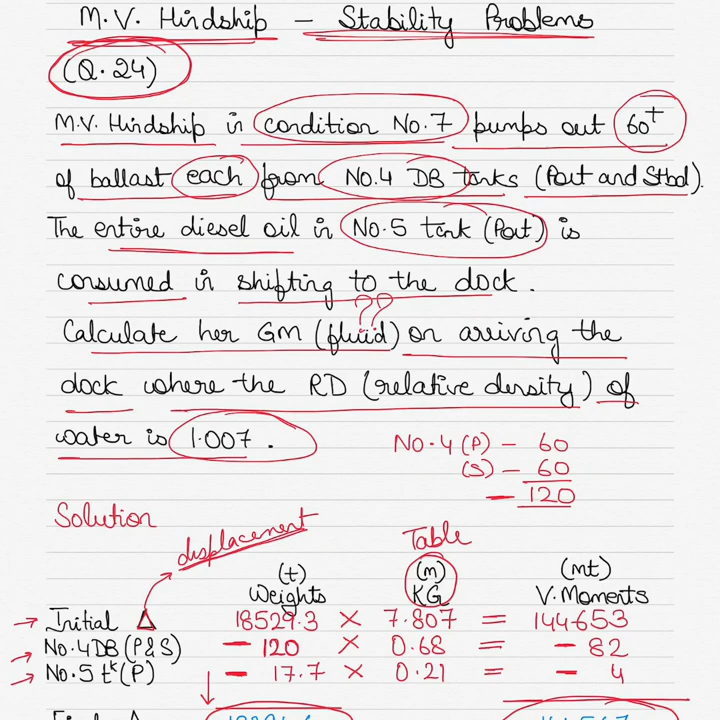 M.V. Hindship - Stability Problems
(Q.24)
M.V. Hindship in condition No.7 pumps out 60t
of ballast each from No.4 DB tanks (Port and Stbd).
The entire diesel oil in No.5 tank (Port) is
consumed in shifting to the dock.
??
Calculate her GM (fluid) on arriving the
dock where the RD (relative density) of
water is 1.007.
No.4 (P) - 60
(S) - 60
- 120
Solution
displacement
Table
(t) (m) (mt)
Weights KG V.Moments
→ Initial Δ 18529.3 × 7.807 = 144653
→ No.4DB (P&S) - 120 × 0.68 = - 82
→ No.5 tk (P) - 17.7 × 0.21 = - 4